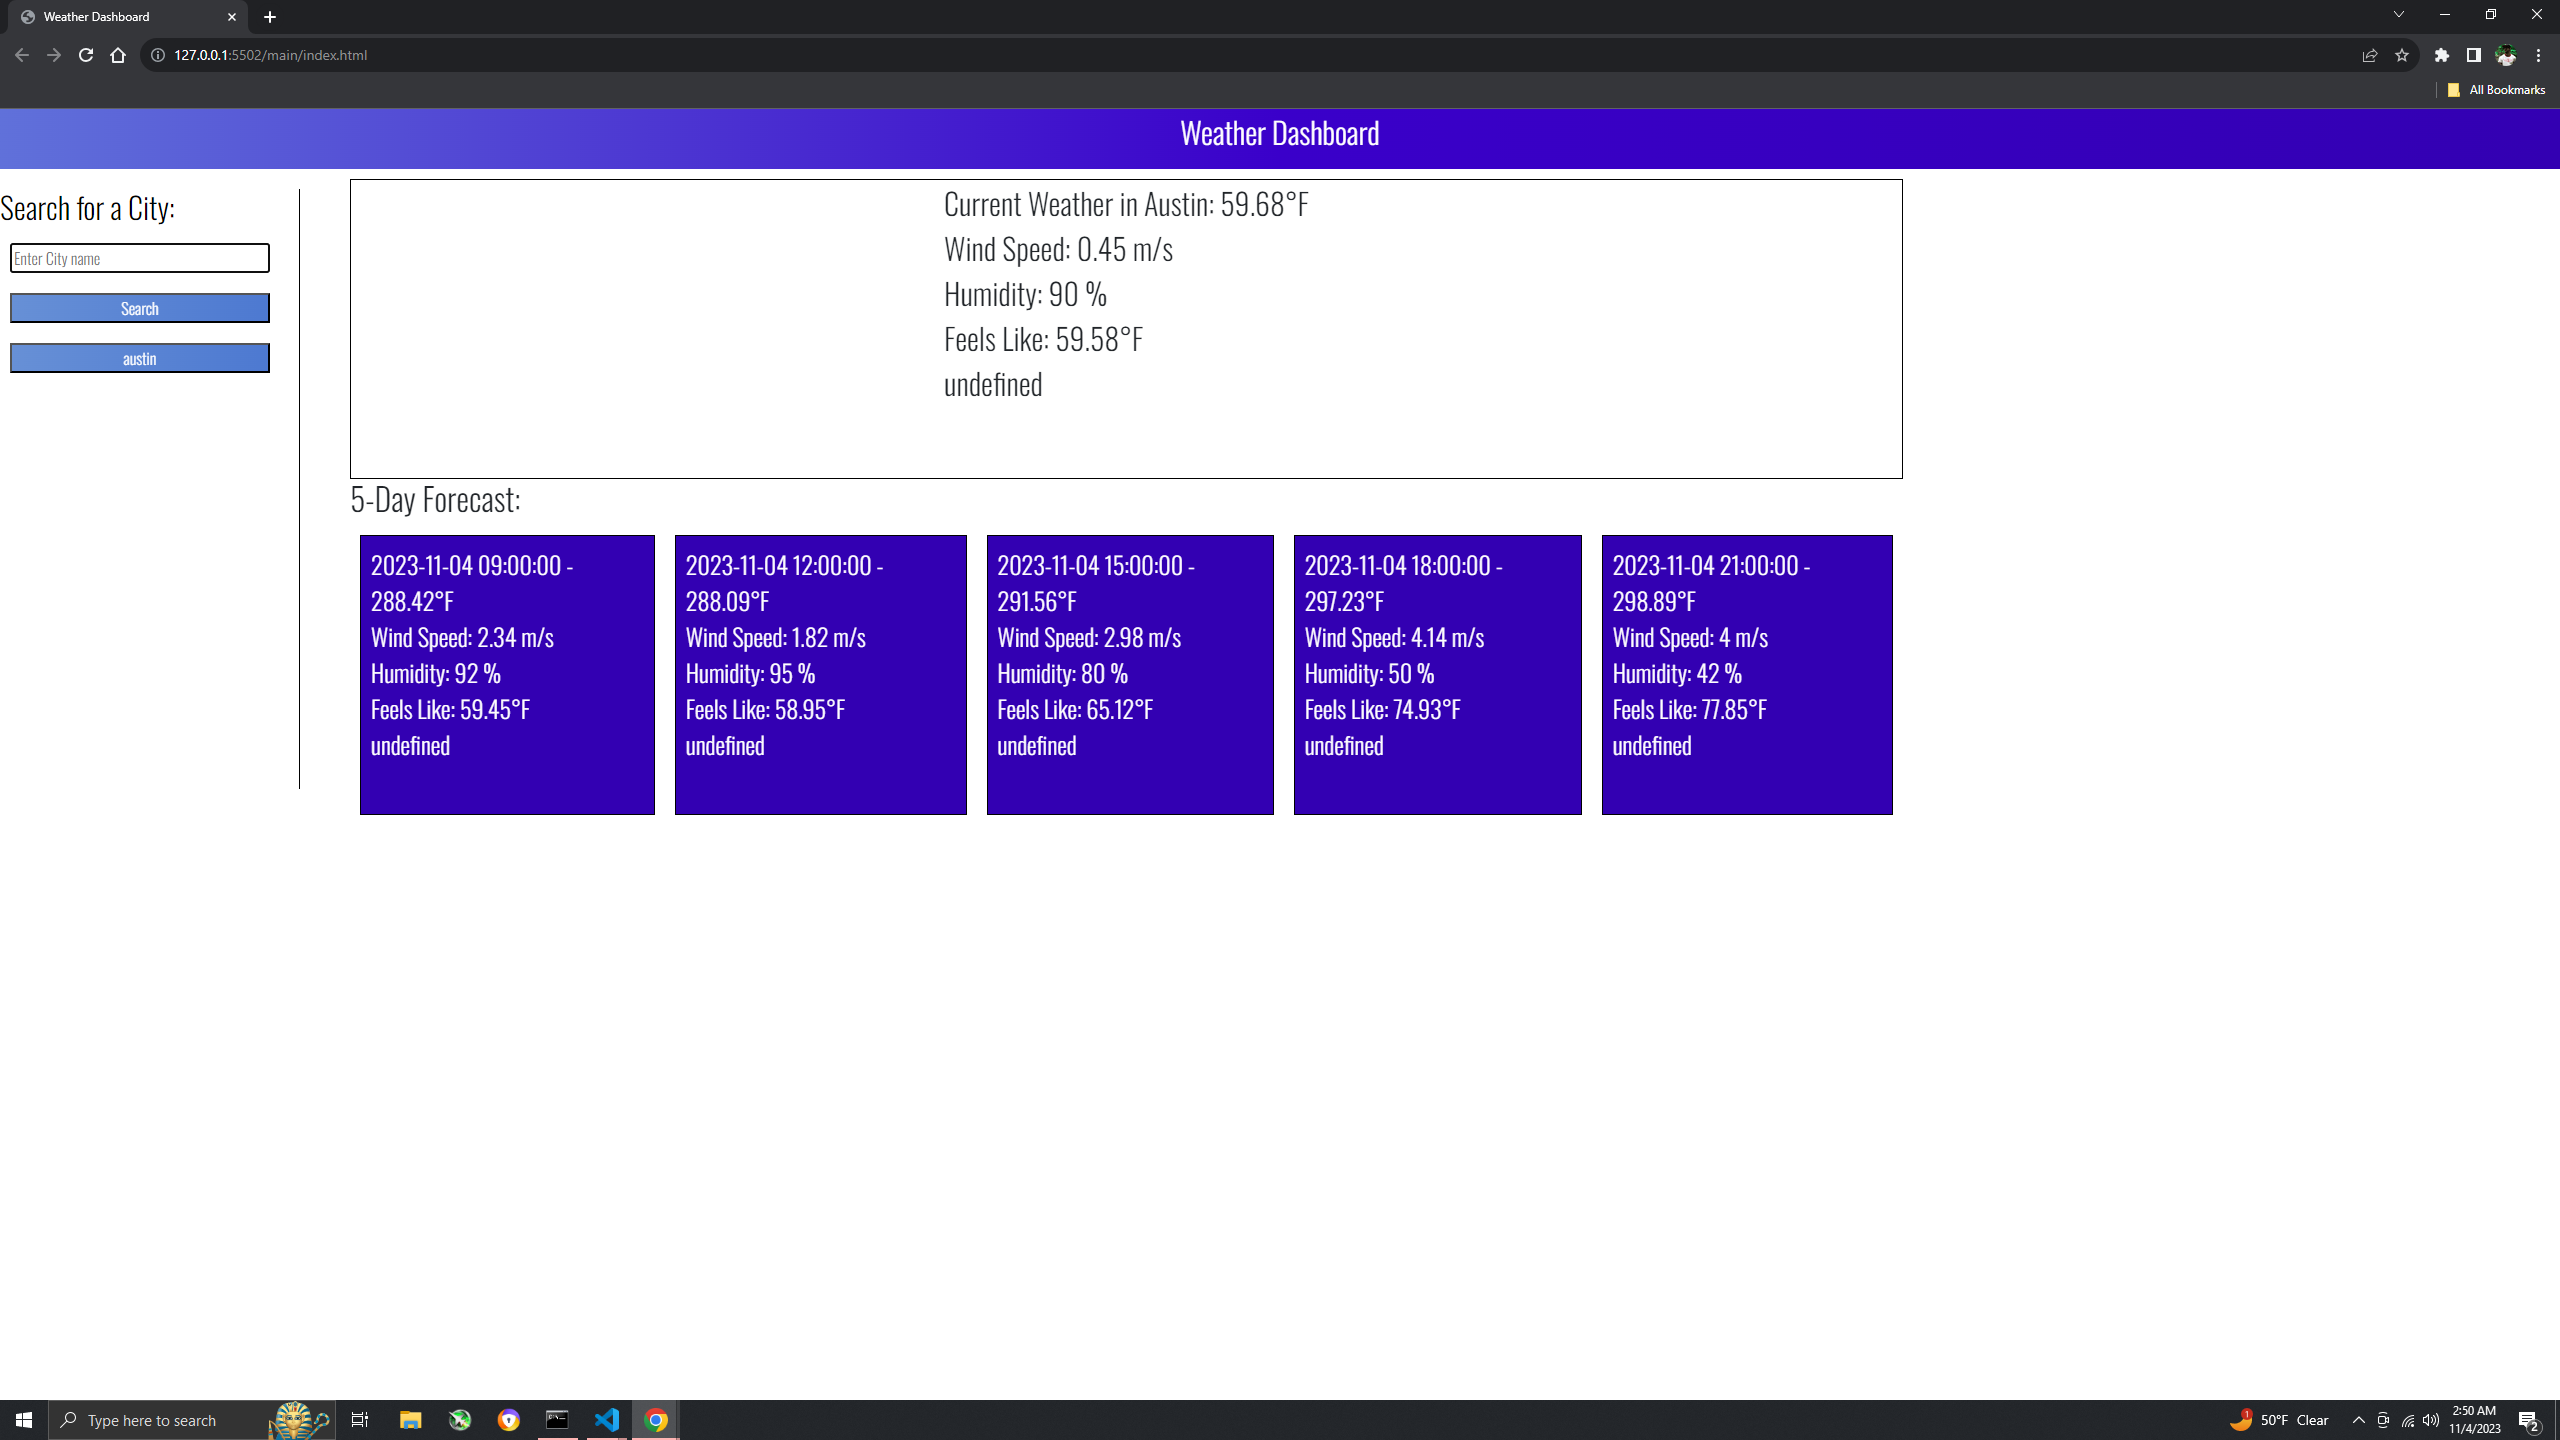 Weather Dashboard
127.0.0.1:5502/main/index.html
All Bookmarks
Weather Dashboard
Search for a City:
Enter City name
Search
austin
Current Weather in Austin: 59.68°F
Wind Speed: 0.45 m/s
Humidity: 90 %
Feels Like: 59.58°F
undefined
5-Day Forecast:
2023-11-04 09:00:00 -
288.42°F
Wind Speed: 2.34 m/s
Humidity: 92 %
Feels Like: 59.45°F
undefined
2023-11-04 12:00:00 -
288.09°F
Wind Speed: 1.82 m/s
Humidity: 95 %
Feels Like: 58.95°F
undefined
2023-11-04 15:00:00 -
291.56°F
Wind Speed: 2.98 m/s
Humidity: 80 %
Feels Like: 65.12°F
undefined
2023-11-04 18:00:00 -
297.23°F
Wind Speed: 4.14 m/s
Humidity: 50 %
Feels Like: 74.93°F
undefined
2023-11-04 21:00:00 -
298.89°F
Wind Speed: 4 m/s
Humidity: 42 %
Feels Like: 77.85°F
undefined
Type here to search
1
50°F Clear
2:50 AM
11/4/2023
2